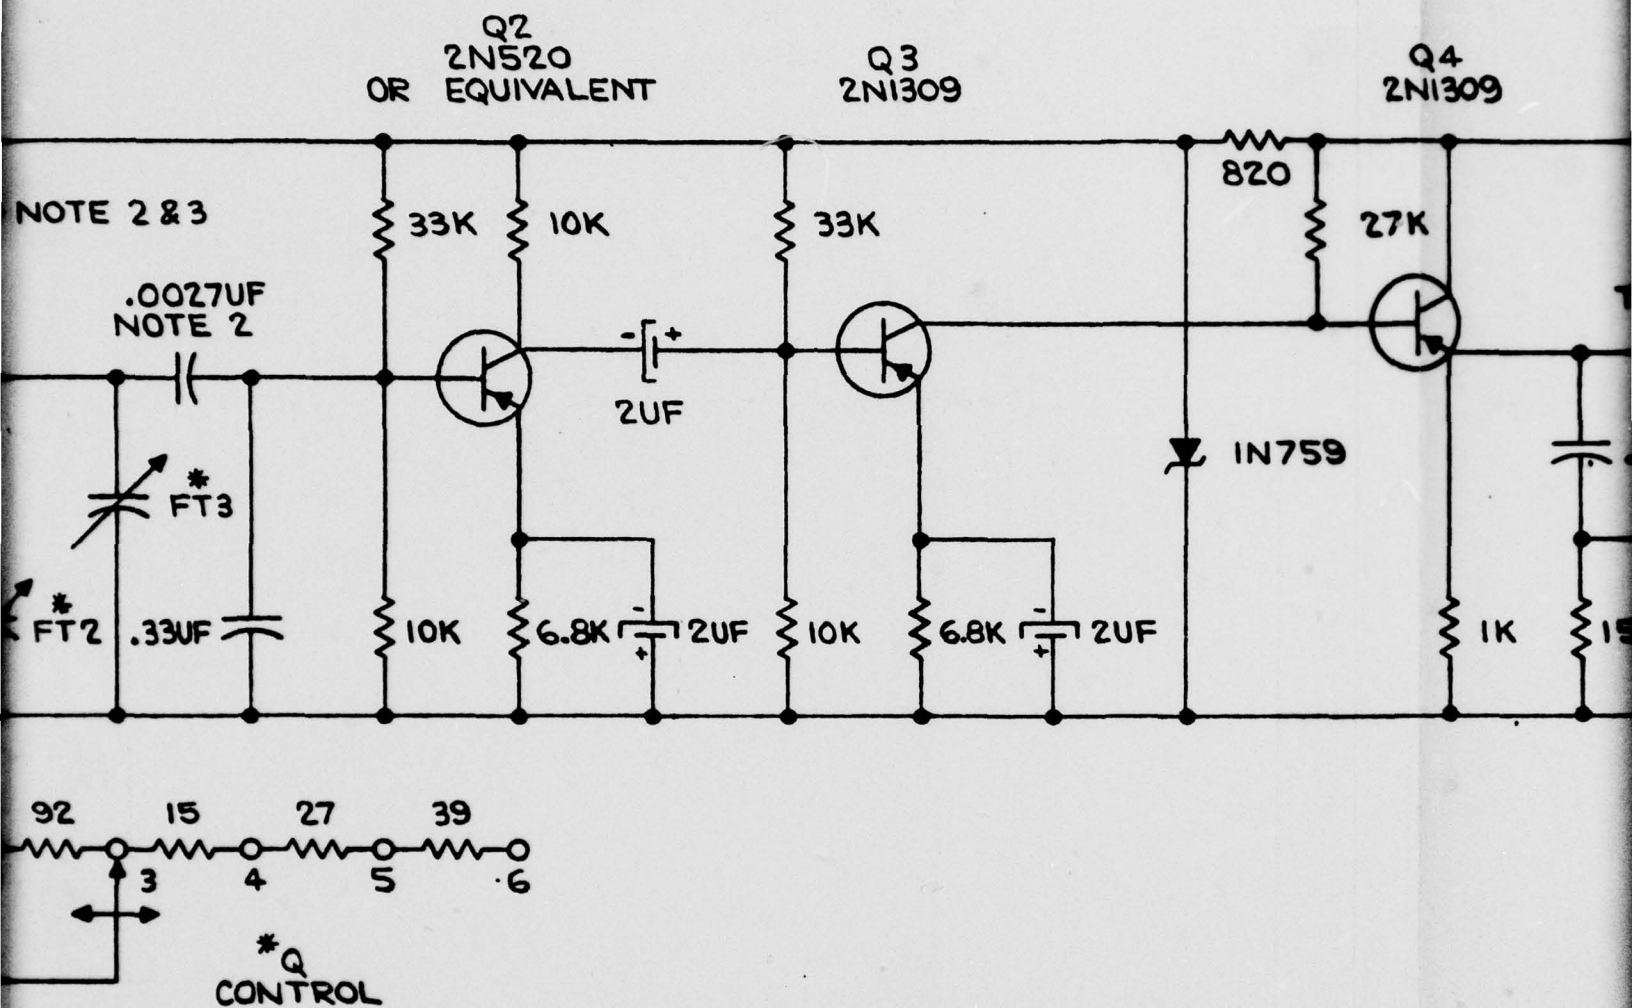 Q2
2N520
OR EQUIVALENT
Q3
2N1309
Q4
2N1309
820
NOTE 2 & 3
33K
10K
33K
27K
.0027UF
NOTE 2
- +
2UF
1N759
*
FT3
*
FT2
.33UF
10K
6.8K
-
+
2UF
10K
6.8K
-
+
2UF
1K
92
15
27
39
3
4
5
6
*Q
CONTROL